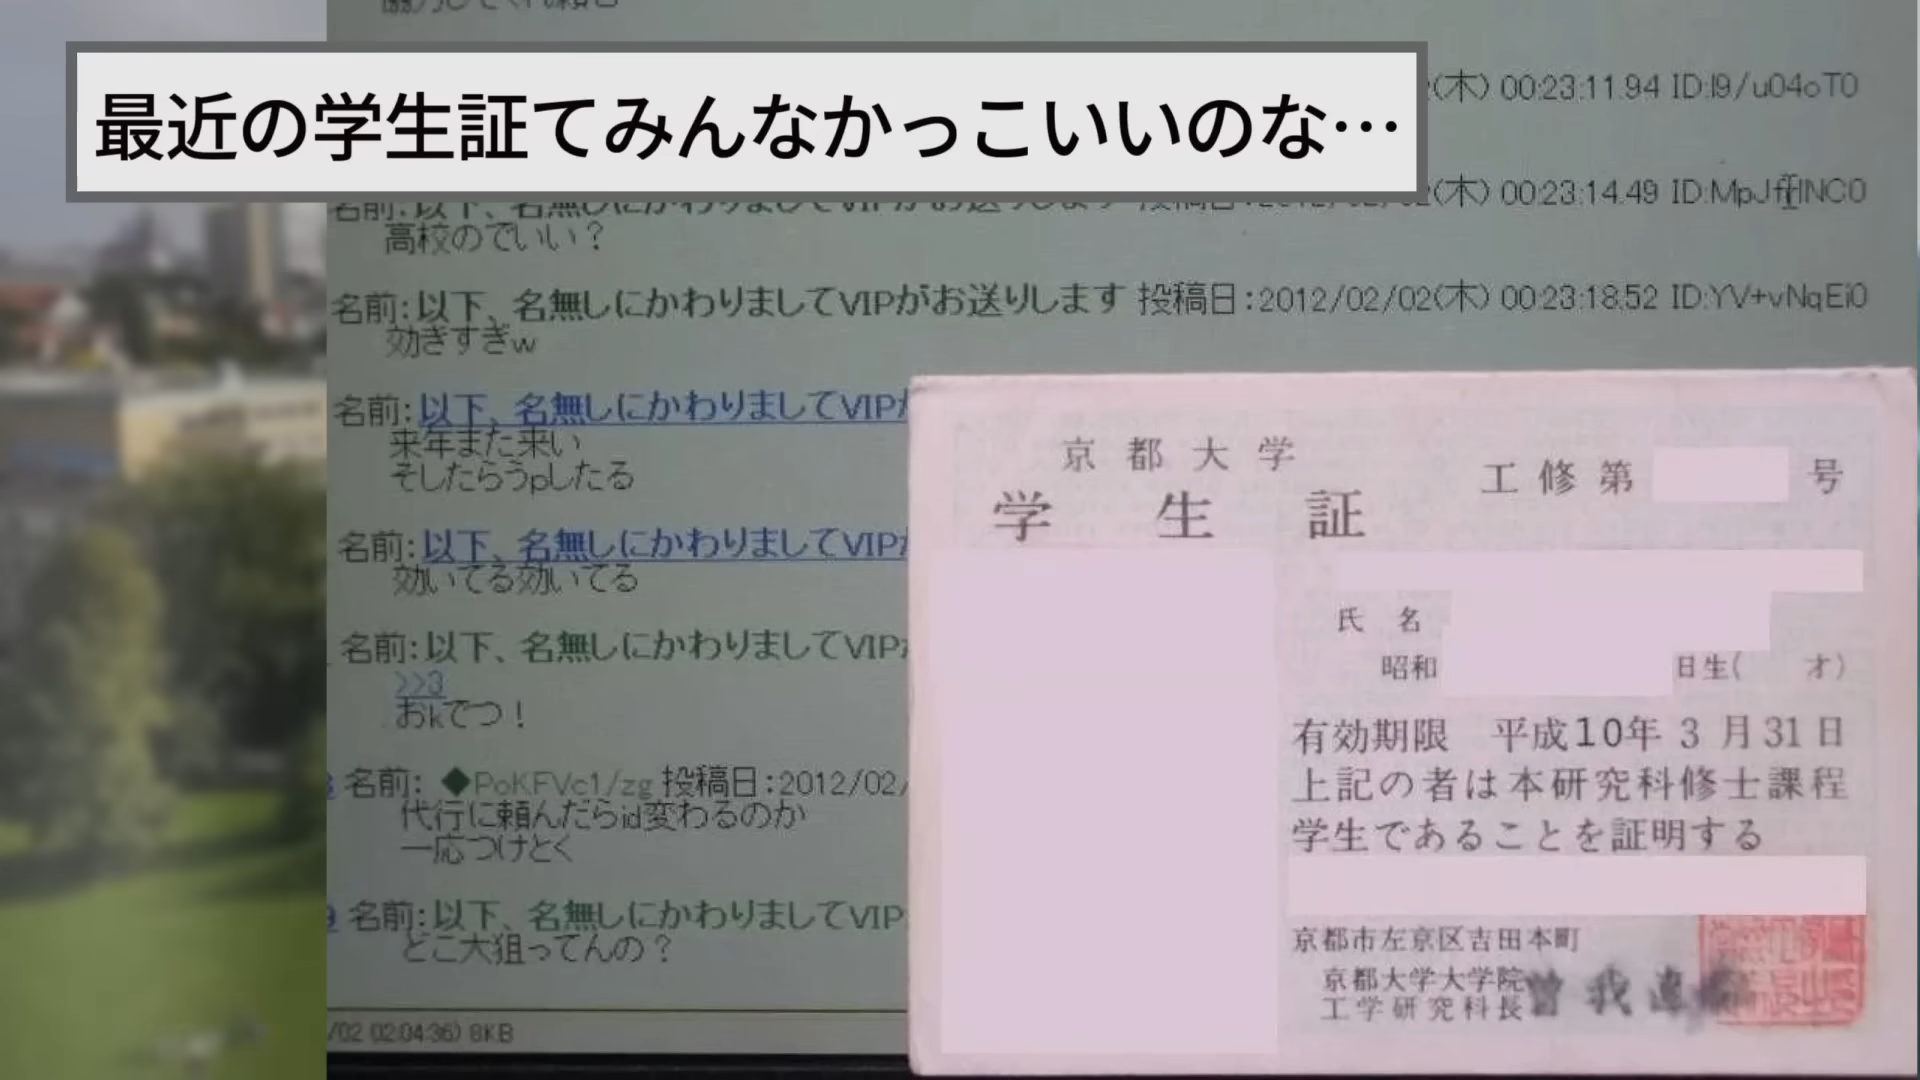 最近の学生証てみんなかっこいいのな…
(木) 00:23:11.94 ID:I9/u04oT0
(木) 00:23:14.49
名前:以下、名無しにかわりましてVIPがお送りします 投稿日:2012/02/02
高校のでいい?
名前:以下、名無しにかわりましてVIPがお送りします 投稿日:2012/02/02(木) 00:23:18.52 ID:YV+vNqEi0
効きすぎw
名前:以下、名無しにかわりましてVIPが
来年また来い
そしたらうpしたる
名前:以下、名無しにかわりましてVIPが
効いてる効いてる
名前:以下、名無しにかわりましてVIP
>>3
おkでつ!
名前: ◆PoKFVc1/zg 投稿日:2012/02/
代行に頼んだらid変わるのか
一応つけとく
名前:以下、名無しにかわりましてVIP
どこ大狙ってんの?
/02 02:04:36) 8KB
京都大学
学生証
工修第 号
氏名
昭和 日生( 才)
有効期限 平成10年3月31日
上記の者は本研究科修士課程
学生であることを証明する
京都市左京区吉田本町
京都大学大学院
工学研究科長